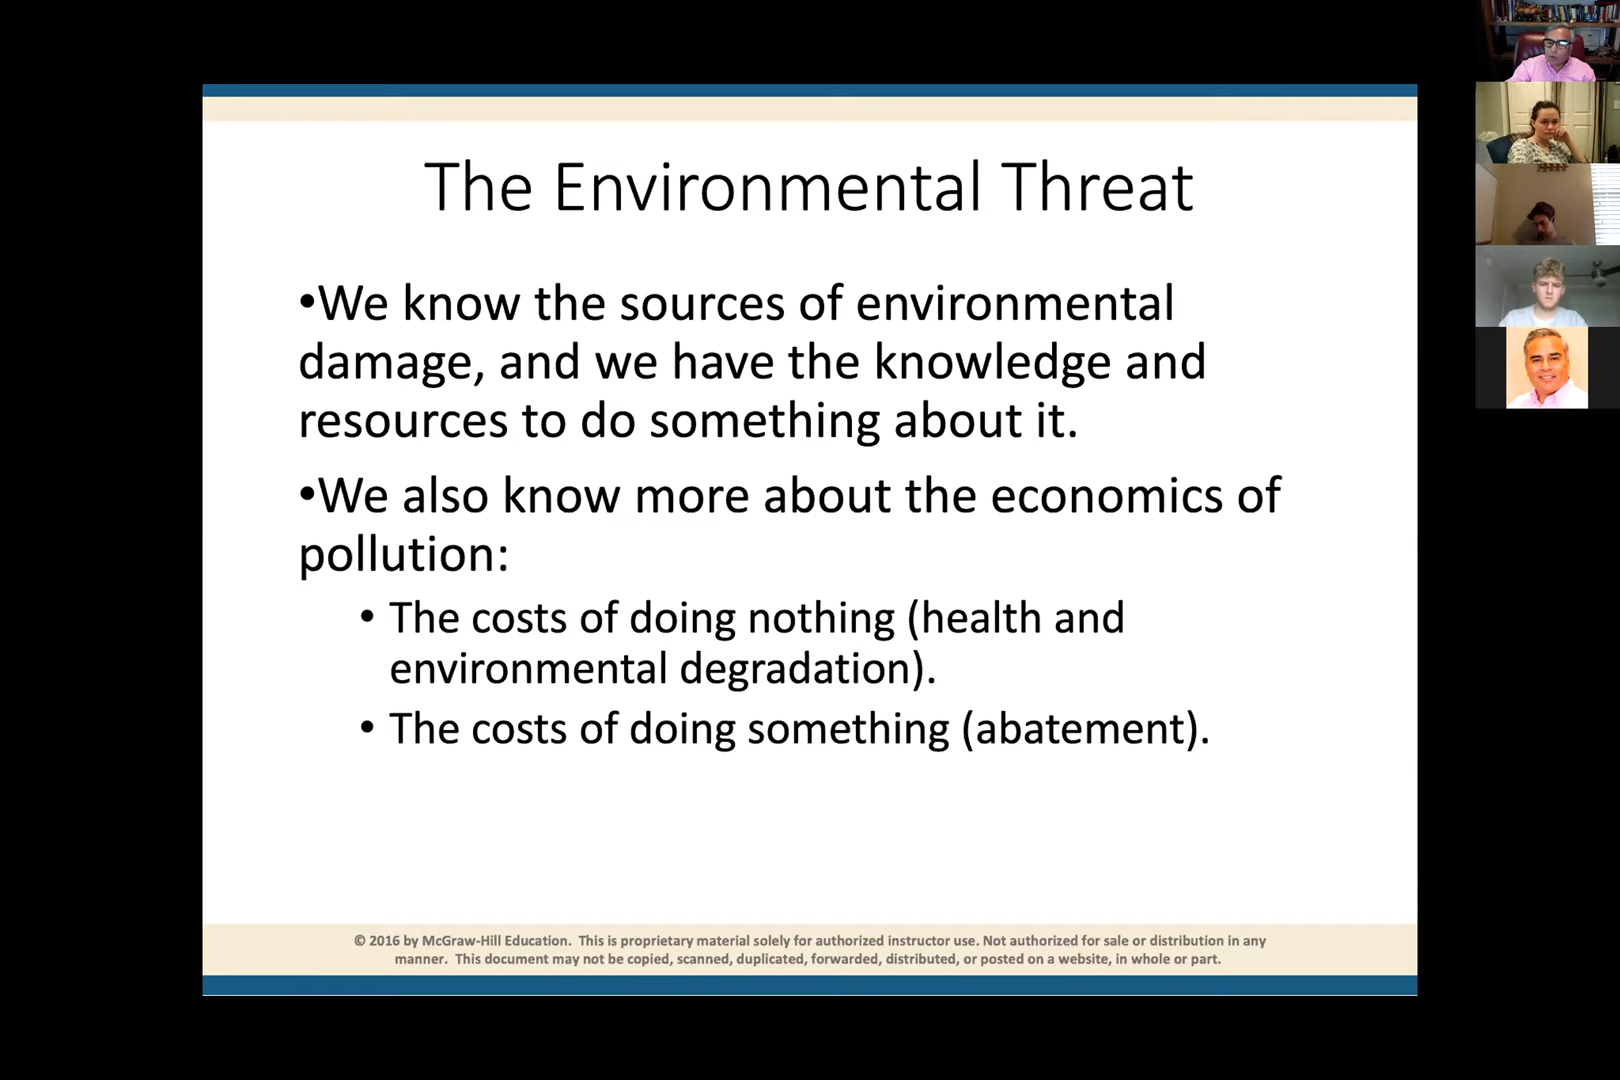 The Environmental Threat
•We know the sources of environmental
damage, and we have the knowledge and
resources to do something about it.
•We also know more about the economics of
pollution:
• The costs of doing nothing (health and
environmental degradation).
• The costs of doing something (abatement).
© 2016 by McGraw-Hill Education.  This is proprietary material solely for authorized instructor use. Not authorized for sale or distribution in any
manner.  This document may not be copied, scanned, duplicated, forwarded, distributed, or posted on a website, in whole or part.